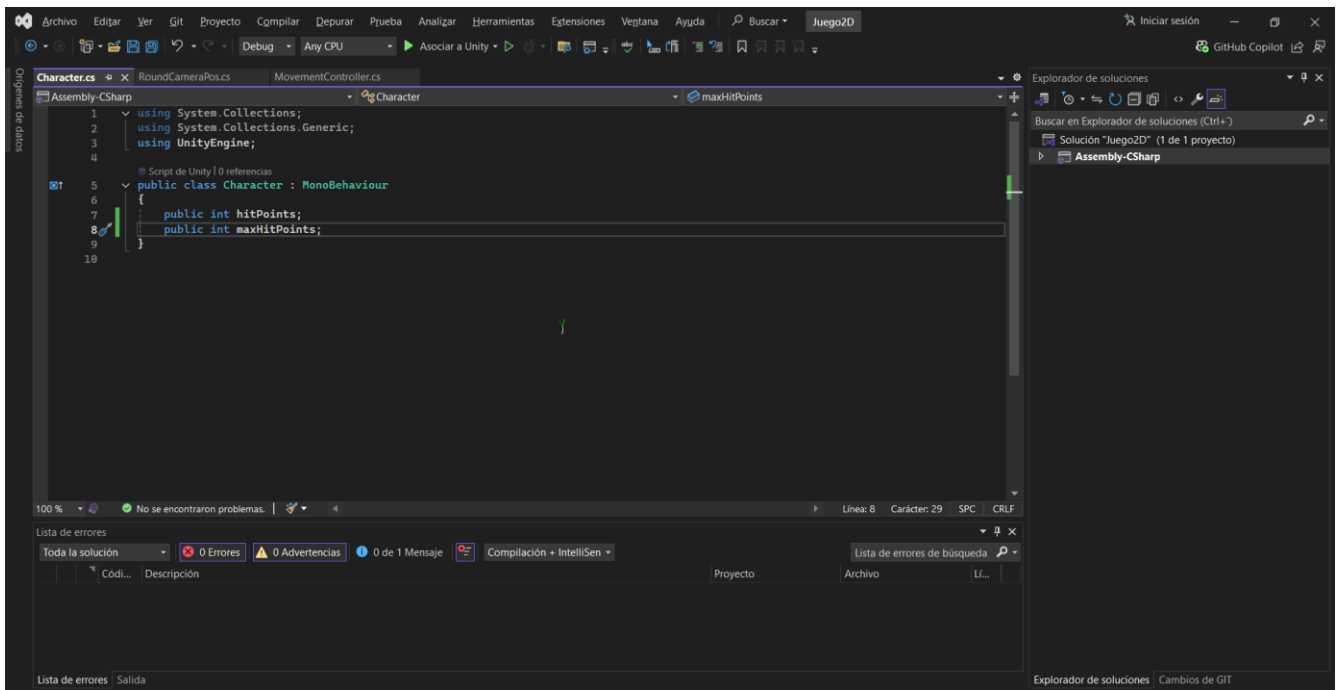 Archivo Editar Ver Git Proyecto Compilar Depurar Prueba Analizar Herramientas Extensiones Ventana Ayuda Buscar Juego2D Iniciar sesión
Debug Any CPU Asociar a Unity GitHub Copilot
Orígenes de datos
Character.cs RoundCameraPos.cs MovementController.cs
Assembly-CSharp Character maxHitPoints
1 using System.Collections;
2 using System.Collections.Generic;
3 using UnityEngine;
4
Script de Unity | 0 referencias
5 public class Character : MonoBehaviour
6 {
7 public int hitPoints;
8 public int maxHitPoints;
9 }
10
100 % No se encontraron problemas. Línea: 8 Carácter: 29 SPC CRLF
Lista de errores
Toda la solución 0 Errores 0 Advertencias 0 de 1 Mensaje Compilación + IntelliSen Lista de errores de búsqueda
Códi... Descripción Proyecto Archivo Lí...
Lista de errores Salida
Explorador de soluciones
Buscar en Explorador de soluciones (Ctrl+´)
Solución "Juego2D" (1 de 1 proyecto)
Assembly-CSharp
Explorador de soluciones Cambios de GIT